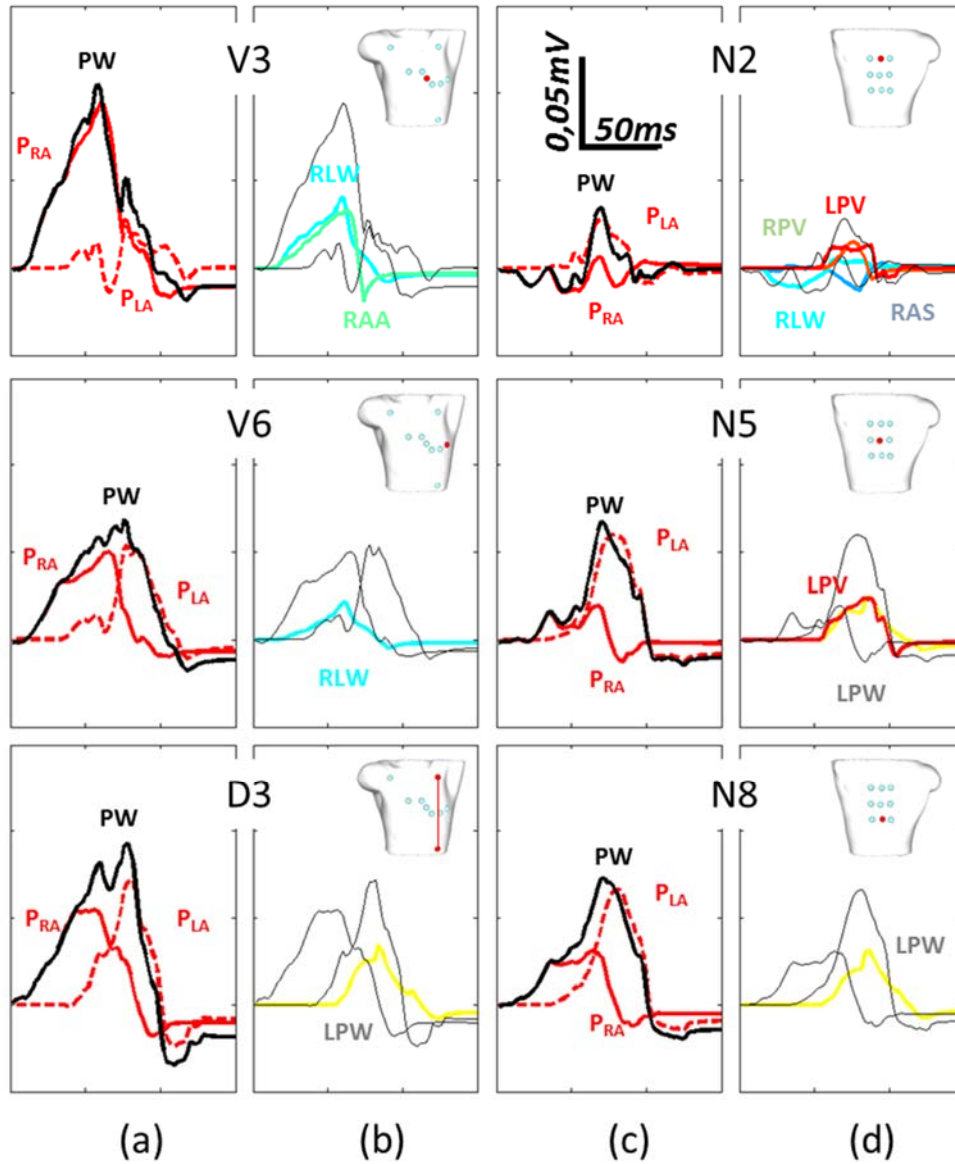 V3
PW
P_RA
P_LA
RLW
RAA
N2
0,05mV
50ms
PW
P_LA
P_RA
LPV
RPV
RLW
RAS
V6
PW
P_RA
P_LA
RLW
N5
PW
P_LA
P_RA
LPV
LPW
D3
PW
P_RA
P_LA
LPW
N8
PW
P_LA
P_RA
LPW
(a)
(b)
(c)
(d)